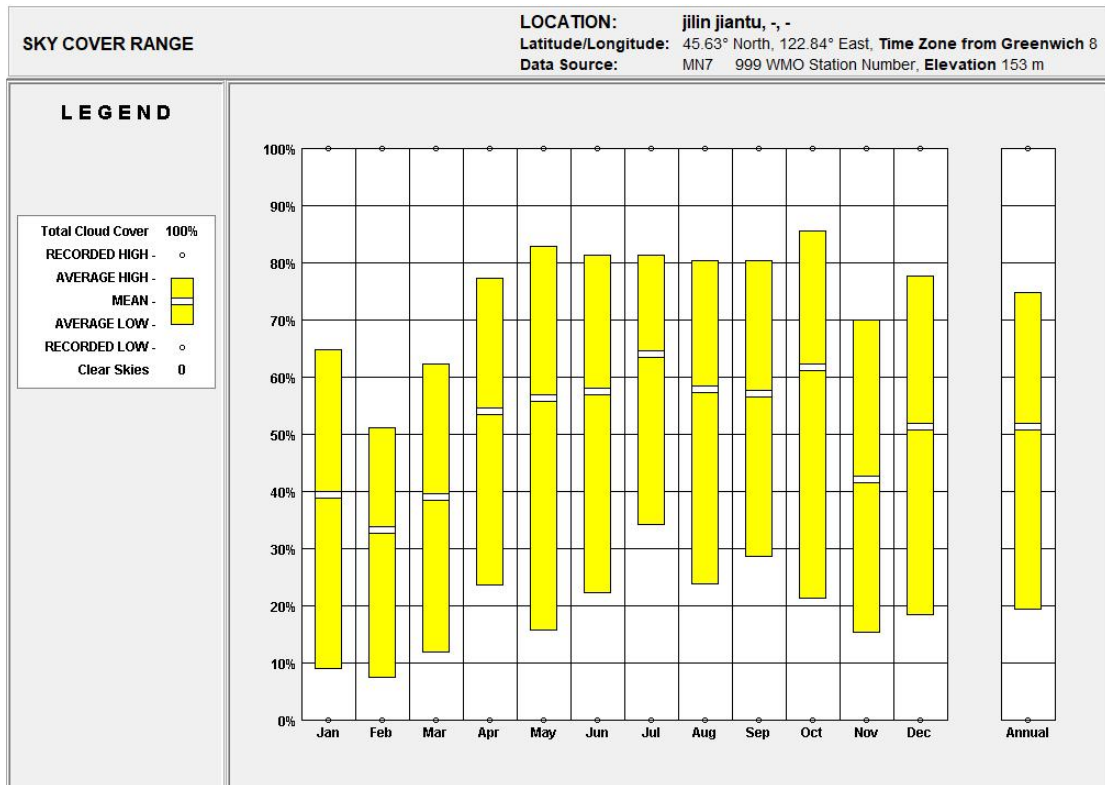 SKY COVER RANGE
LOCATION: jilin jiantu, -, -
Latitude/Longitude: 45.63° North, 122.84° East, Time Zone from Greenwich 8
Data Source: MN7 999 WMO Station Number, Elevation 153 m
LEGEND
Total Cloud Cover 100%
RECORDED HIGH - o
AVERAGE HIGH -
MEAN -
AVERAGE LOW -
RECORDED LOW - o
Clear Skies 0
100%
90%
80%
70%
60%
50%
40%
30%
20%
10%
0%
Jan Feb Mar Apr May Jun Jul Aug Sep Oct Nov Dec Annual